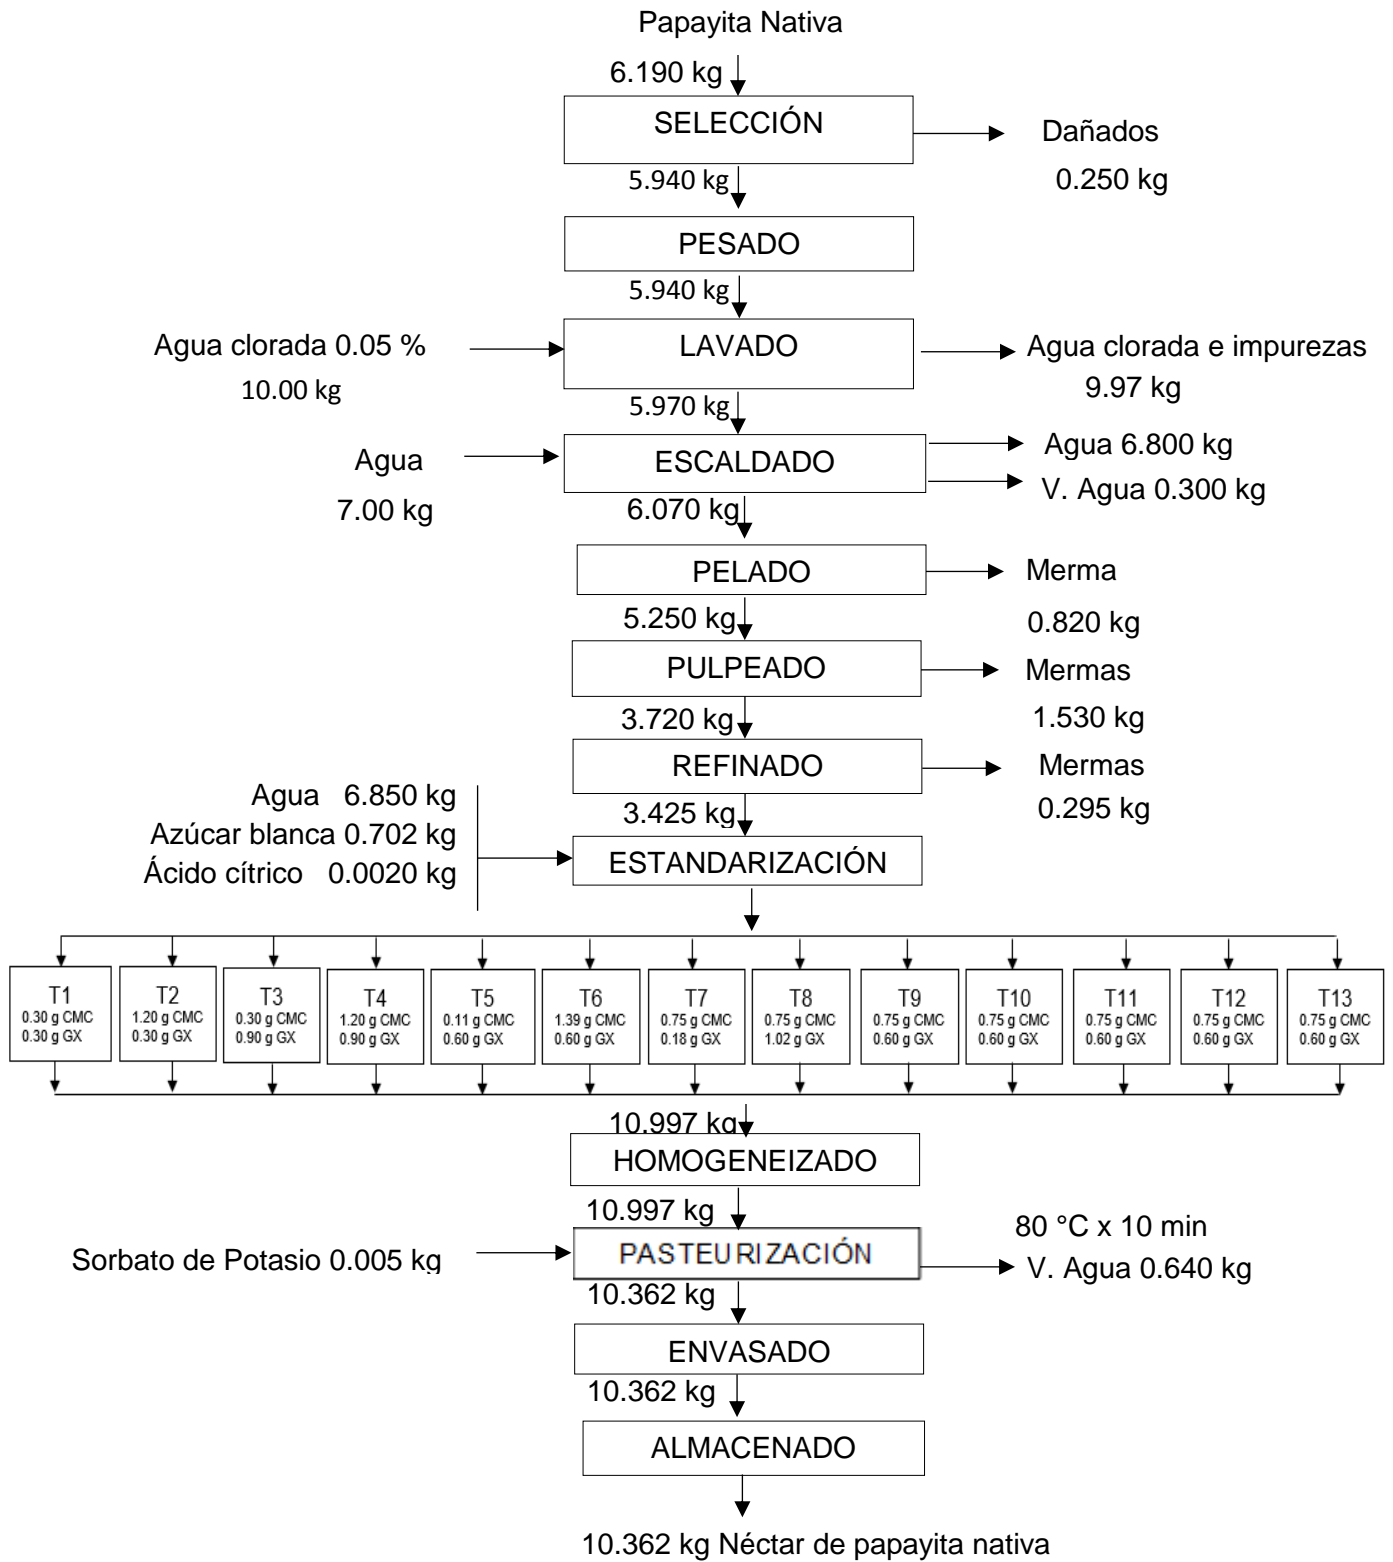 Papayita Nativa
6.190 kg
SELECCIÓN
Dañados
0.250 kg
5.940 kg
PESADO
5.940 kg
Agua clorada 0.05 %
10.00 kg
LAVADO
Agua clorada e impurezas
9.97 kg
5.970 kg
Agua
7.00 kg
ESCALDADO
Agua 6.800 kg
V. Agua 0.300 kg
6.070 kg
PELADO
Merma
0.820 kg
5.250 kg
PULPEADO
Mermas
1.530 kg
3.720 kg
REFINADO
Mermas
0.295 kg
3.425 kg
Agua 6.850 kg
Azúcar blanca 0.702 kg
Ácido cítrico 0.0020 kg
ESTANDARIZACIÓN
T1
0.30 g CMC
0.30 g GX
T2
1.20 g CMC
0.30 g GX
T3
0.30 g CMC
0.90 g GX
T4
1.20 g CMC
0.90 g GX
T5
0.11 g CMC
0.60 g GX
T6
1.39 g CMC
0.60 g GX
T7
0.75 g CMC
0.18 g GX
T8
0.75 g CMC
1.02 g GX
T9
0.75 g CMC
0.60 g GX
T10
0.75 g CMC
0.60 g GX
T11
0.75 g CMC
0.60 g GX
T12
0.75 g CMC
0.60 g GX
T13
0.75 g CMC
0.60 g GX
10.997 kg
HOMOGENEIZADO
10.997 kg
Sorbato de Potasio 0.005 kg
PASTEURIZACIÓN
80 °C x 10 min
V. Agua 0.640 kg
10.362 kg
ENVASADO
10.362 kg
ALMACENADO
10.362 kg Néctar de papayita nativa